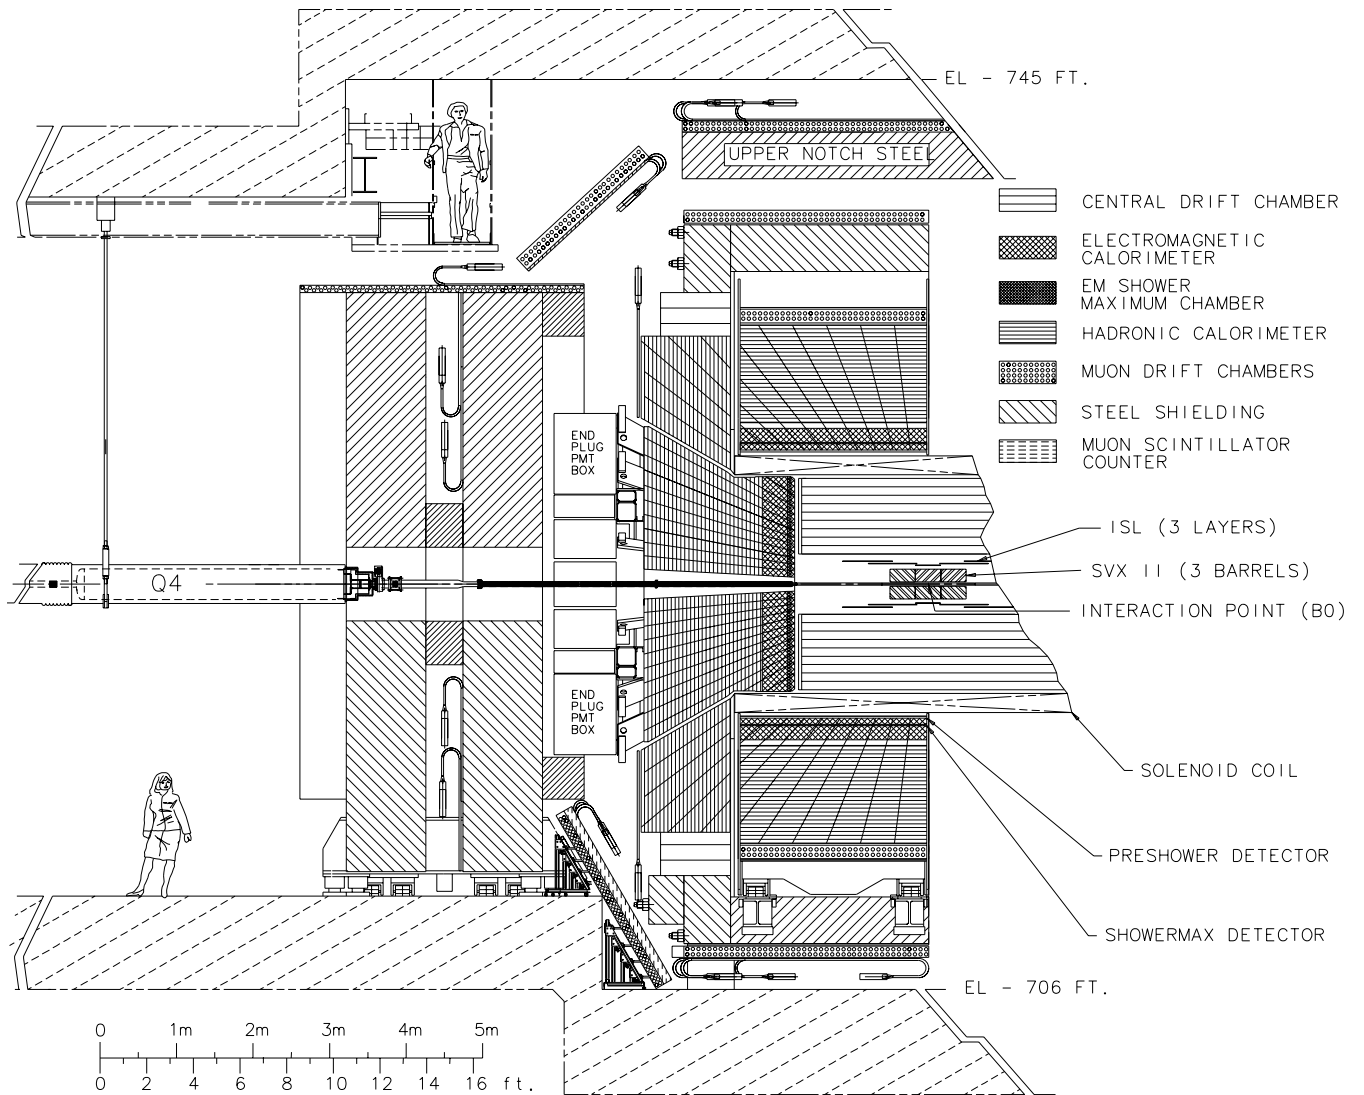 EL - 745 FT.
UPPER NOTCH STEEL
CENTRAL DRIFT CHAMBER
ELECTROMAGNETIC
CALORIMETER
EM SHOWER
MAXIMUM CHAMBER
HADRONIC CALORIMETER
MUON DRIFT CHAMBERS
STEEL SHIELDING
MUON SCINTILLATOR
COUNTER
END
PLUG
PMT
BOX
ISL (3 LAYERS)
SVX II (3 BARRELS)
INTERACTION POINT (B0)
Q4
END
PLUG
PMT
BOX
SOLENOID COIL
PRESHOWER DETECTOR
SHOWERMAX DETECTOR
EL - 706 FT.
0 1m 2m 3m 4m 5m
0 2 4 6 8 10 12 14 16 ft.